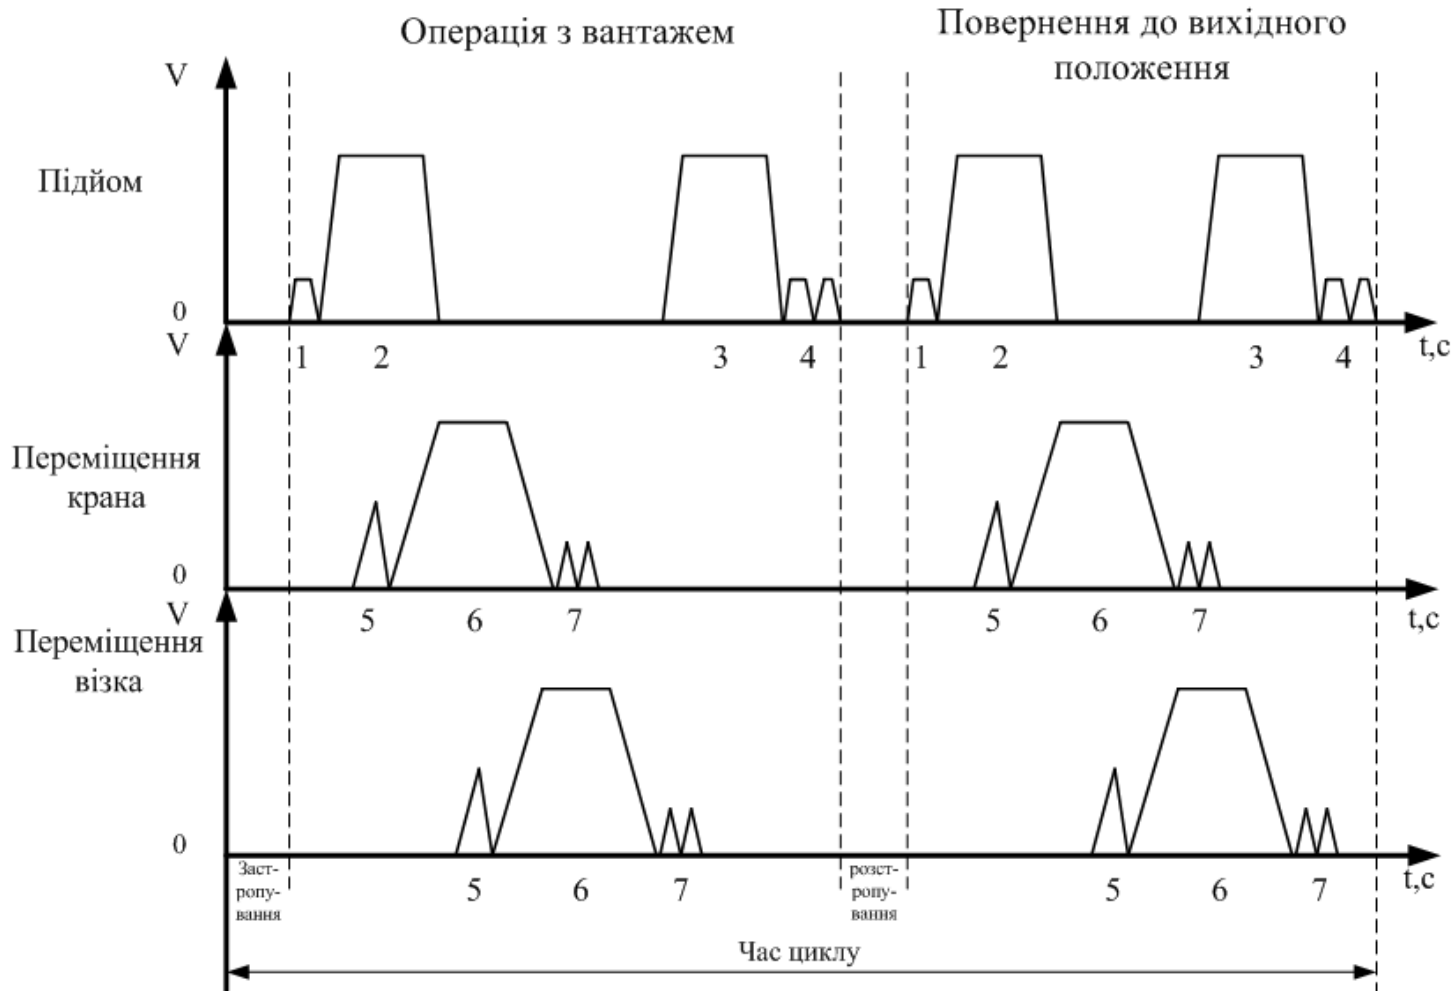 Операція з вантажем
Повернення до вихідного
положення
V
Підйом
0
1 2 3 4 1 2 3 4
t,с
V
Переміщення
крана
0
5 6 7 5 6 7
t,с
V
Переміщення
візка
0
5 6 7 5 6 7
t,с
Заст-
ропу-
вання
розст-
ропу-
вання
Час циклу